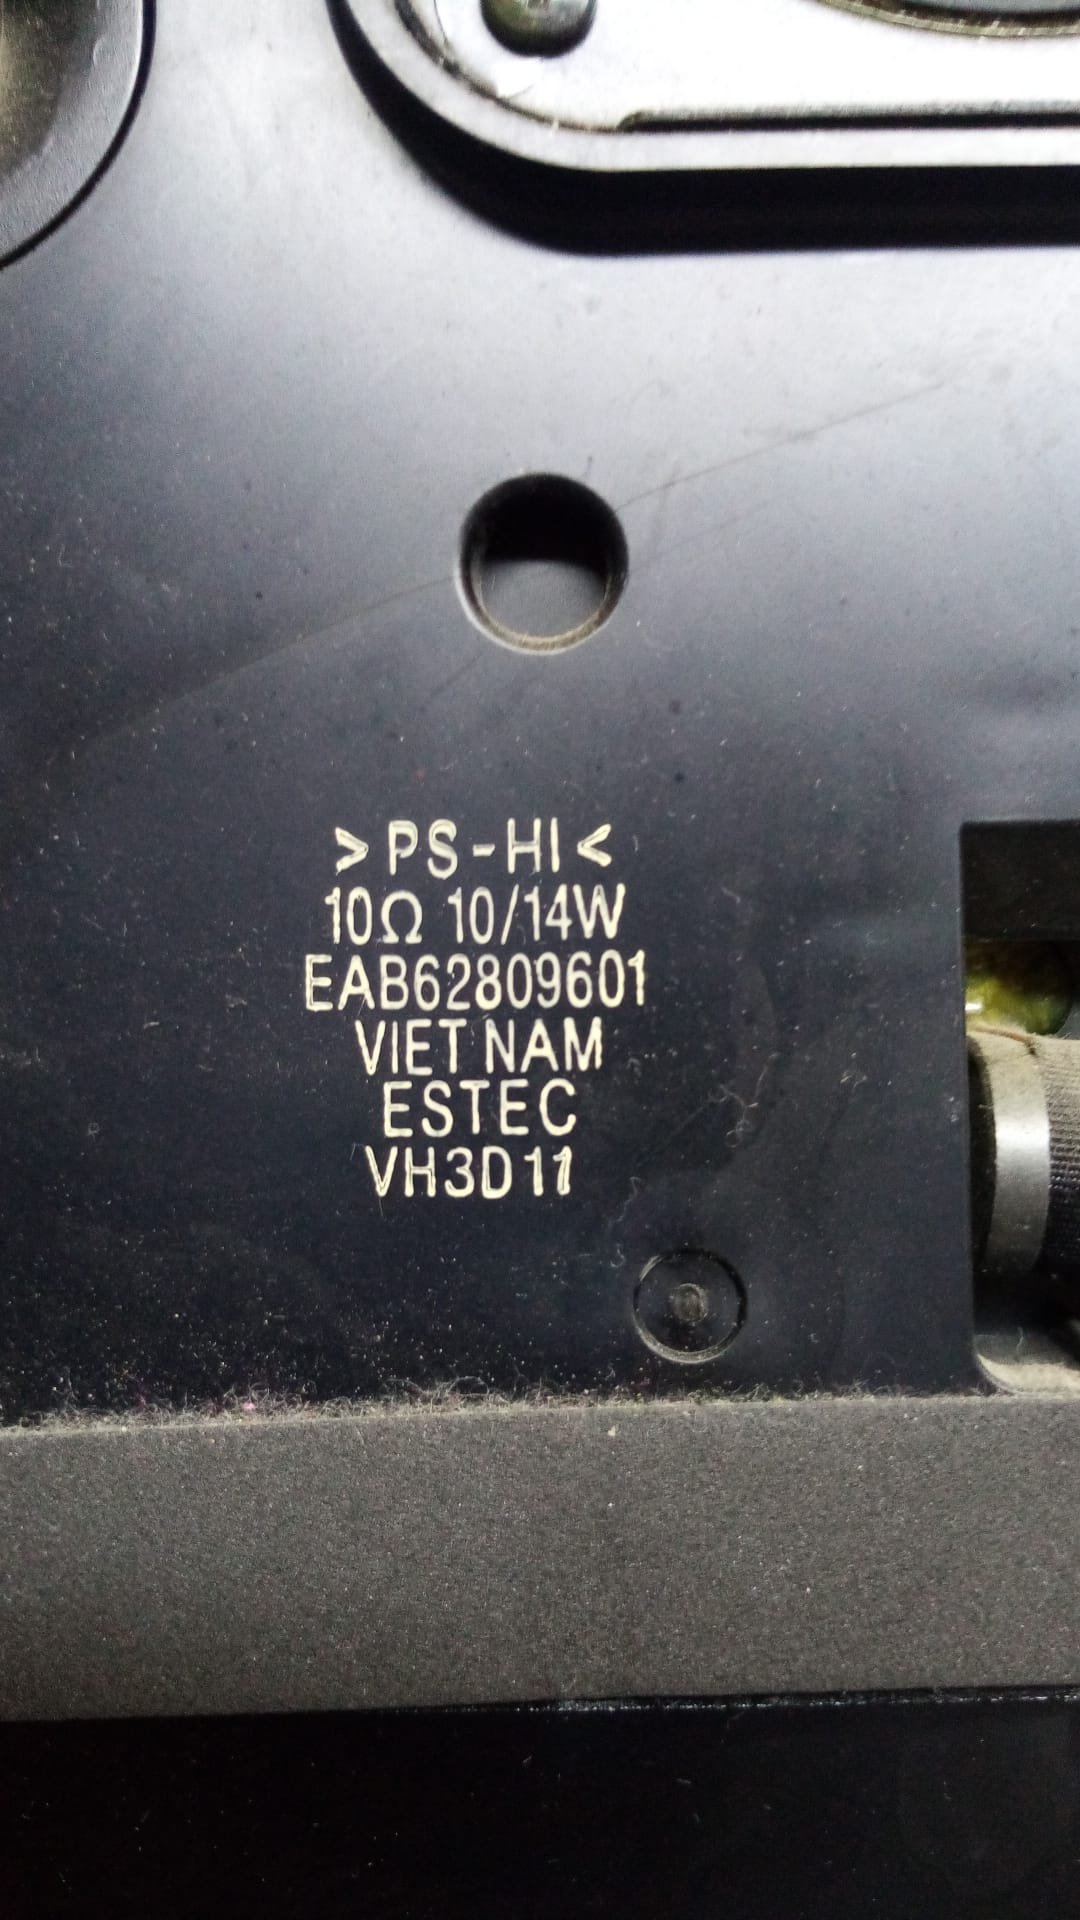 >PS-HI<
10Ω 10/14W
EAB62809601
VIET NAM
ESTEC
VH3D11